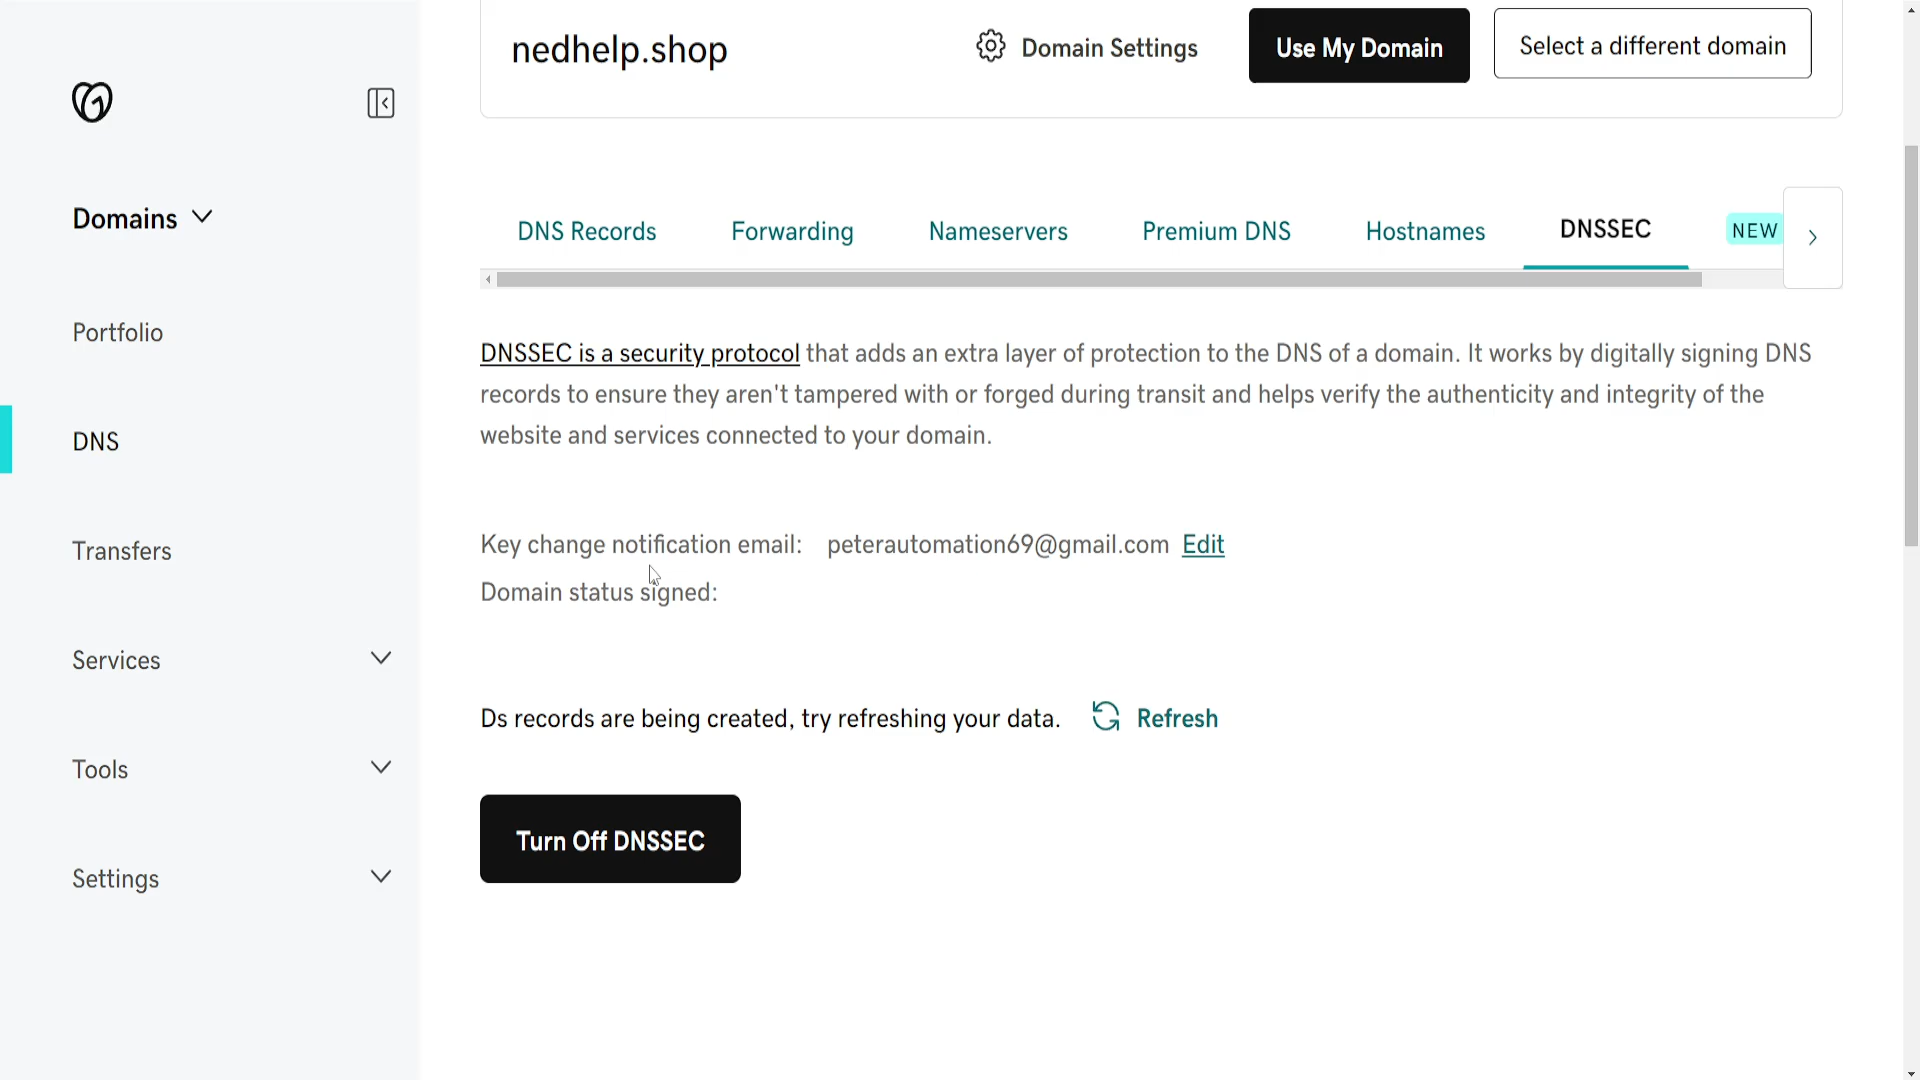 nedhelp.shop
Domain Settings
Use My Domain
Select a different domain
Domains
Portfolio
DNS
Transfers
Services
Tools
Settings
DNS Records
Forwarding
Nameservers
Premium DNS
Hostnames
DNSSEC
NEW
DNSSEC is a security protocol that adds an extra layer of protection to the DNS of a domain. It works by digitally signing DNS
records to ensure they aren't tampered with or forged during transit and helps verify the authenticity and integrity of the
website and services connected to your domain.
Key change notification email: peterautomation69@gmail.com Edit
Domain status signed:
Ds records are being created, try refreshing your data. Refresh
Turn Off DNSSEC